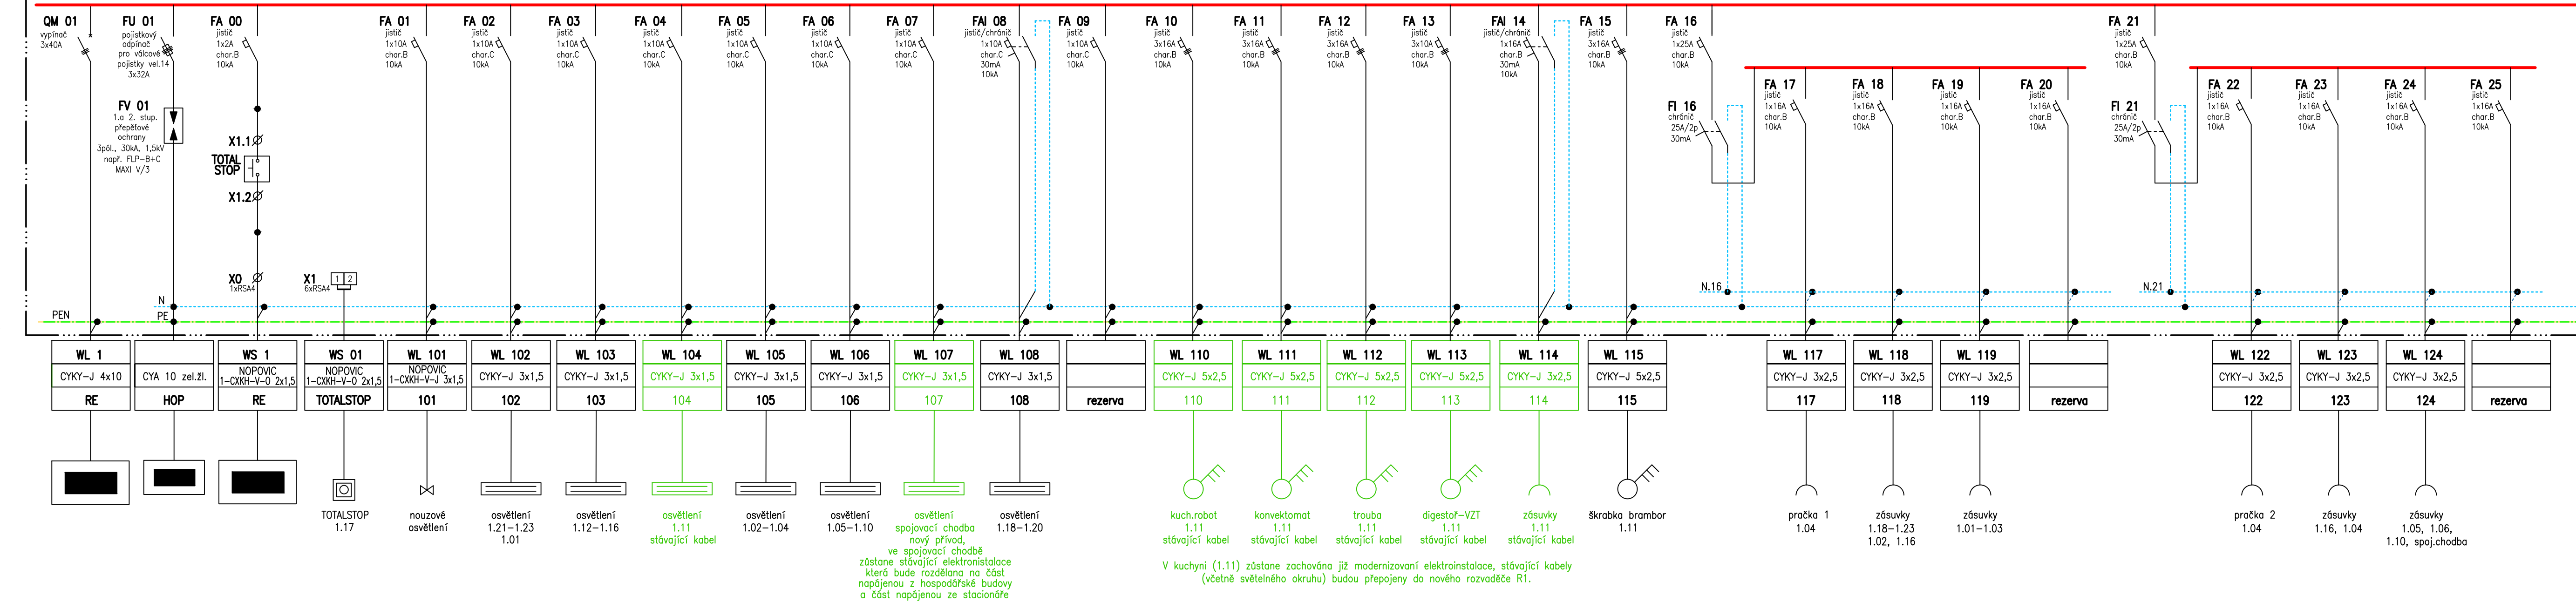 QM 01
vypínač
3x40A
FU 01
pojistkový
odpínač
pro válcové
pojistky vel.14
3x32A
FV 01
1.a 2. stup.
přepěťové
ochrany
3pól., 30kA, 1,5kV
např. FLP-B+C
MAXI V/3
FA 00
jistič
1x2A
char.B
10kA
X1.1
TOTAL
STOP
X1.2
X0
1xRSA4
X1
1 2
6xRSA4
FA 01
jistič
1x10A
char.B
10kA
FA 02
jistič
1x10A
char.C
10kA
FA 03
jistič
1x10A
char.C
10kA
FA 04
jistič
1x10A
char.C
10kA
FA 05
jistič
1x10A
char.C
10kA
FA 06
jistič
1x10A
char.C
10kA
FA 07
jistič
1x10A
char.C
10kA
FAI 08
jistič/chránič
1x10A
char.C
30mA
10kA
FA 09
jistič
1x10A
char.C
10kA
FA 10
jistič
3x16A
char.B
10kA
FA 11
jistič
3x16A
char.B
10kA
FA 12
jistič
3x16A
char.B
10kA
FA 13
jistič
3x10A
char.B
10kA
FAI 14
jistič/chránič
1x16A
char.B
30mA
10kA
FA 15
jistič
3x16A
char.B
10kA
FA 16
jistič
1x25A
char.B
10kA
FI 16
chránič
25A/2p
30mA
FA 17
jistič
1x16A
char.B
10kA
FA 18
jistič
1x16A
char.B
10kA
FA 19
jistič
1x16A
char.B
10kA
FA 20
jistič
1x16A
char.B
10kA
FA 21
jistič
1x25A
char.B
10kA
FI 21
chránič
25A/2p
30mA
FA 22
jistič
1x16A
char.B
10kA
FA 23
jistič
1x16A
char.B
10kA
FA 24
jistič
1x16A
char.B
10kA
FA 25
jistič
1x16A
char.B
10kA
N
PE
PEN
N.16
N.21
WL 1
CYKY-J 4x10
RE
CYA 10 zel.žl.
HOP
WS 1
NOPOVIC
1-CXKH-V-O 2x1,5
RE
WS 01
NOPOVIC
1-CXKH-V-O 2x1,5
TOTALSTOP
TOTALSTOP
1.17
WL 101
NOPOVIC
1-CXKH-V-J 3x1,5
101
nouzové
osvětlení
WL 102
CYKY-J 3x1,5
102
osvětlení
1.21-1.23
1.01
WL 103
CYKY-J 3x1,5
103
osvětlení
1.12-1.16
WL 104
CYKY-J 3x1,5
104
osvětlení
1.11
stávající kabel
WL 105
CYKY-J 3x1,5
105
osvětlení
1.02-1.04
WL 106
CYKY-J 3x1,5
106
osvětlení
1.05-1.10
WL 107
CYKY-J 3x1,5
107
osvětlení
spojovací chodba
nový přívod,
ve spojovací chodbě
zůstane stávající elektronistalace
která bude rozdělana na část
napájenou z hospodářské budovy
a část napájenou ze stacionáře
WL 108
CYKY-J 3x1,5
108
osvětlení
1.18-1.20
rezerva
WL 110
CYKY-J 5x2,5
110
kuch.robot
1.11
stávající kabel
WL 111
CYKY-J 5x2,5
111
konvektomat
1.11
stávající kabel
WL 112
CYKY-J 5x2,5
112
trouba
1.11
stávající kabel
WL 113
CYKY-J 5x2,5
113
digestoř-VZT
1.11
stávající kabel
WL 114
CYKY-J 3x2,5
114
zásuvky
1.11
stávající kabel
V kuchyni (1.11) zůstane zachována již modernizovaní elektroinstalace, stávající kabely
(včetně světelného okruhu) budou přepojeny do nového rozvaděče R1.
WL 115
CYKY-J 5x2,5
115
škrabka brambor
1.11
WL 117
CYKY-J 3x2,5
117
pračka 1
1.04
WL 118
CYKY-J 3x2,5
118
zásuvky
1.18-1.23
1.02, 1.16
WL 119
CYKY-J 3x2,5
119
zásuvky
1.01-1.03
rezerva
WL 122
CYKY-J 3x2,5
122
pračka 2
1.04
WL 123
CYKY-J 3x2,5
123
zásuvky
1.16, 1.04
WL 124
CYKY-J 3x2,5
124
zásuvky
1.05, 1.06,
1.10, spoj.chodba
rezerva